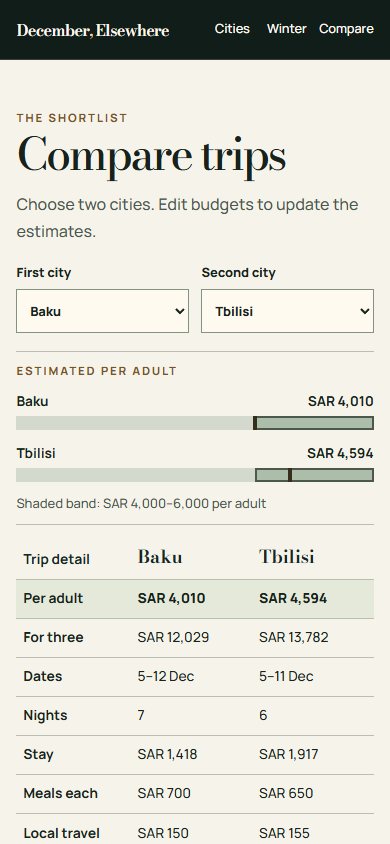 December, Elsewhere Cities Winter Compare
THE SHORTLIST
Compare trips
Choose two cities. Edit budgets to update the
estimates.
First city Second city
Baku Tbilisi
ESTIMATED PER ADULT
Baku SAR 4,010
Tbilisi SAR 4,594
Shaded band: SAR 4,000–6,000 per adult
Trip detail Baku Tbilisi
Per adult SAR 4,010 SAR 4,594
For three SAR 12,029 SAR 13,782
Dates 5–12 Dec 5–11 Dec
Nights 7 6
Stay SAR 1,418 SAR 1,917
Meals each SAR 700 SAR 650
Local travel SAR 150 SAR 155